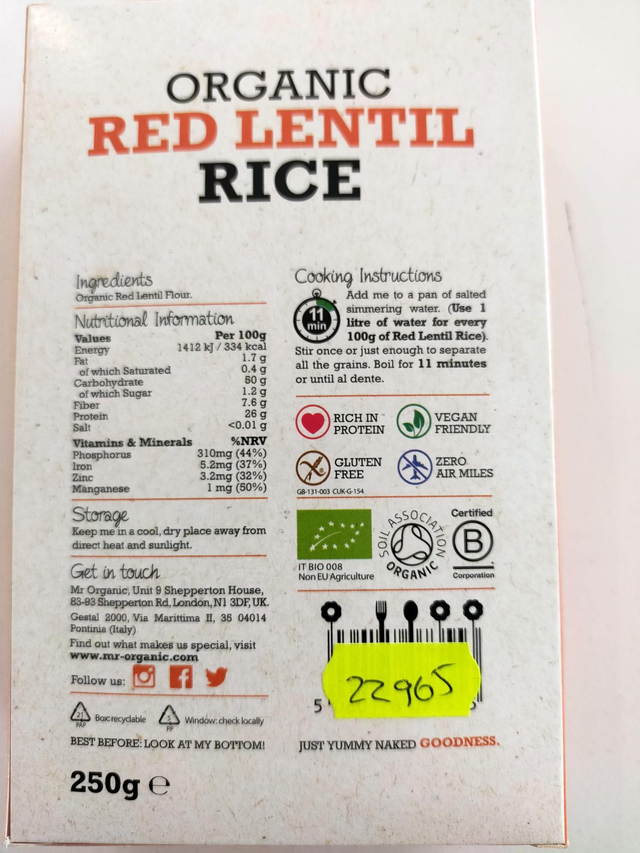 ORGANIC
RED LENTIL
RICE
Ingredients
Organic Red Lentil Flour.
Nutritional Information
Values Per 100g
Energy 1412 kJ / 334 kcal
Fat 1.7 g
of which Saturated 0.4 g
Carbohydrate 50 g
of which Sugar 1.2 g
Fiber 7.6 g
Protein 26 g
Salt <0.01 g
Vitamins & Minerals %NRV
Phosphorus 310mg (44%)
Iron 5.2mg (37%)
Zinc 3.2mg (32%)
Manganese 1 mg (50%)
Storage
Keep me in a cool, dry place away from
direct heat and sunlight.
Get in touch
Mr Organic, Unit 9 Shepperton House,
83-93 Shepperton Rd, London, N1 3DF, UK.
Gestal 2000, Via Marittima II, 35 04014
Pontinia (Italy)
Find out what makes us special, visit
www.mr-organic.com
Follow us:
21
PAP
Box: recyclable
5
PP
Window: check locally
BEST BEFORE: LOOK AT MY BOTTOM!
250g e
Cooking Instructions
11
min
Add me to a pan of salted
simmering water. (Use 1
litre of water for every
100g of Red Lentil Rice).
Stir once or just enough to separate
all the grains. Boil for 11 minutes
or until al dente.
RICH IN
PROTEIN
VEGAN
FRIENDLY
GLUTEN
FREE
ZERO
AIR MILES
GB-131-003 CUK-G-154
IT BIO 008
Non EU Agriculture
SOIL ASSOCIATION
ORGANIC
Certified
B
Corporation
5
22965
JUST YUMMY NAKED GOODNESS.